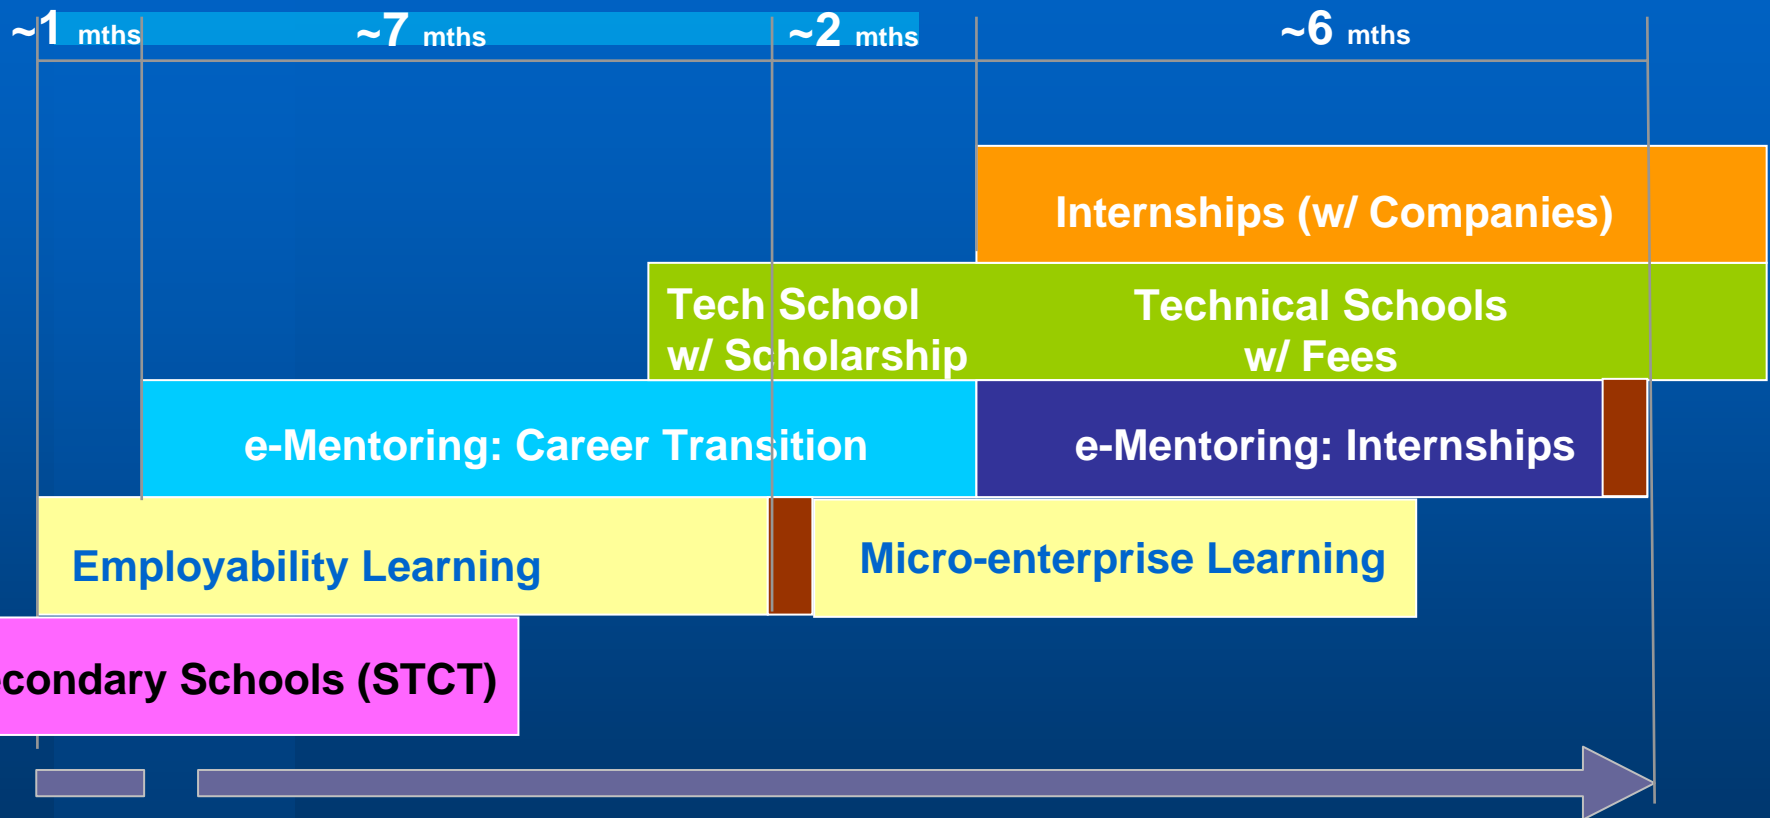 ~1 mths ~7 mths ~2 mths ~6 mths
Internships (w/ Companies)
Tech School
w/ Scholarship
Technical Schools
w/ Fees
e-Mentoring: Career Transition
e-Mentoring: Internships
Employability Learning
Micro-enterprise Learning
condary Schools (STCT)